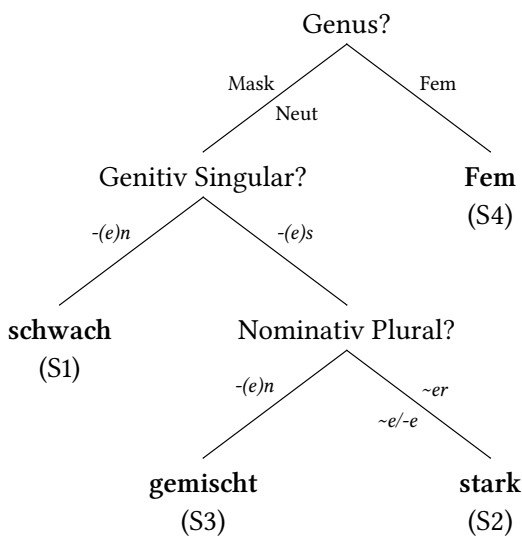 Genus?
Mask
Neut
Fem
Genitiv Singular?
Fem
(S4)
-(e)n
-(e)s
schwach
(S1)
Nominativ Plural?
-(e)n
~er
~e/-e
gemischt
(S3)
stark
(S2)